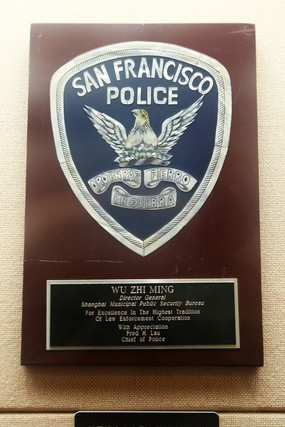 SAN FRANCISCO
POLICE
ORO EN PAZ FIERRO
EN GUERRA
WU ZHI MING
Director General
Shanghai Municipal Public Security Bureau
For Excellence In The Highest Tradition
Of Law Enforcement Cooperation
With Appreciation
Fred H. Lau
Chief of Police